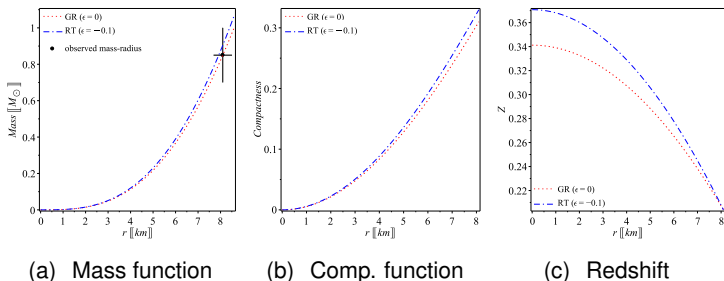 GR (ϵ = 0)
RT (ϵ = −0.1)
observed mass-radius
Mass [[M☉]]
1
0.8
0.6
0.4
0.2
0
0 1 2 3 4 5 6 7 8
r [[km]]
(a) Mass function
GR (ϵ = 0)
RT (ϵ = −0.1)
Compactness
0.3
0.2
0.1
0
0 1 2 3 4 5 6 7 8
r [[km]]
(b) Comp. function
0.36
0.34
0.32
0.30
0.28
0.26
0.24
0.22
Z
GR (ϵ = 0)
RT (ϵ = −0.1)
0 1 2 3 4 5 6 7 8
r [[km]]
(c) Redshift